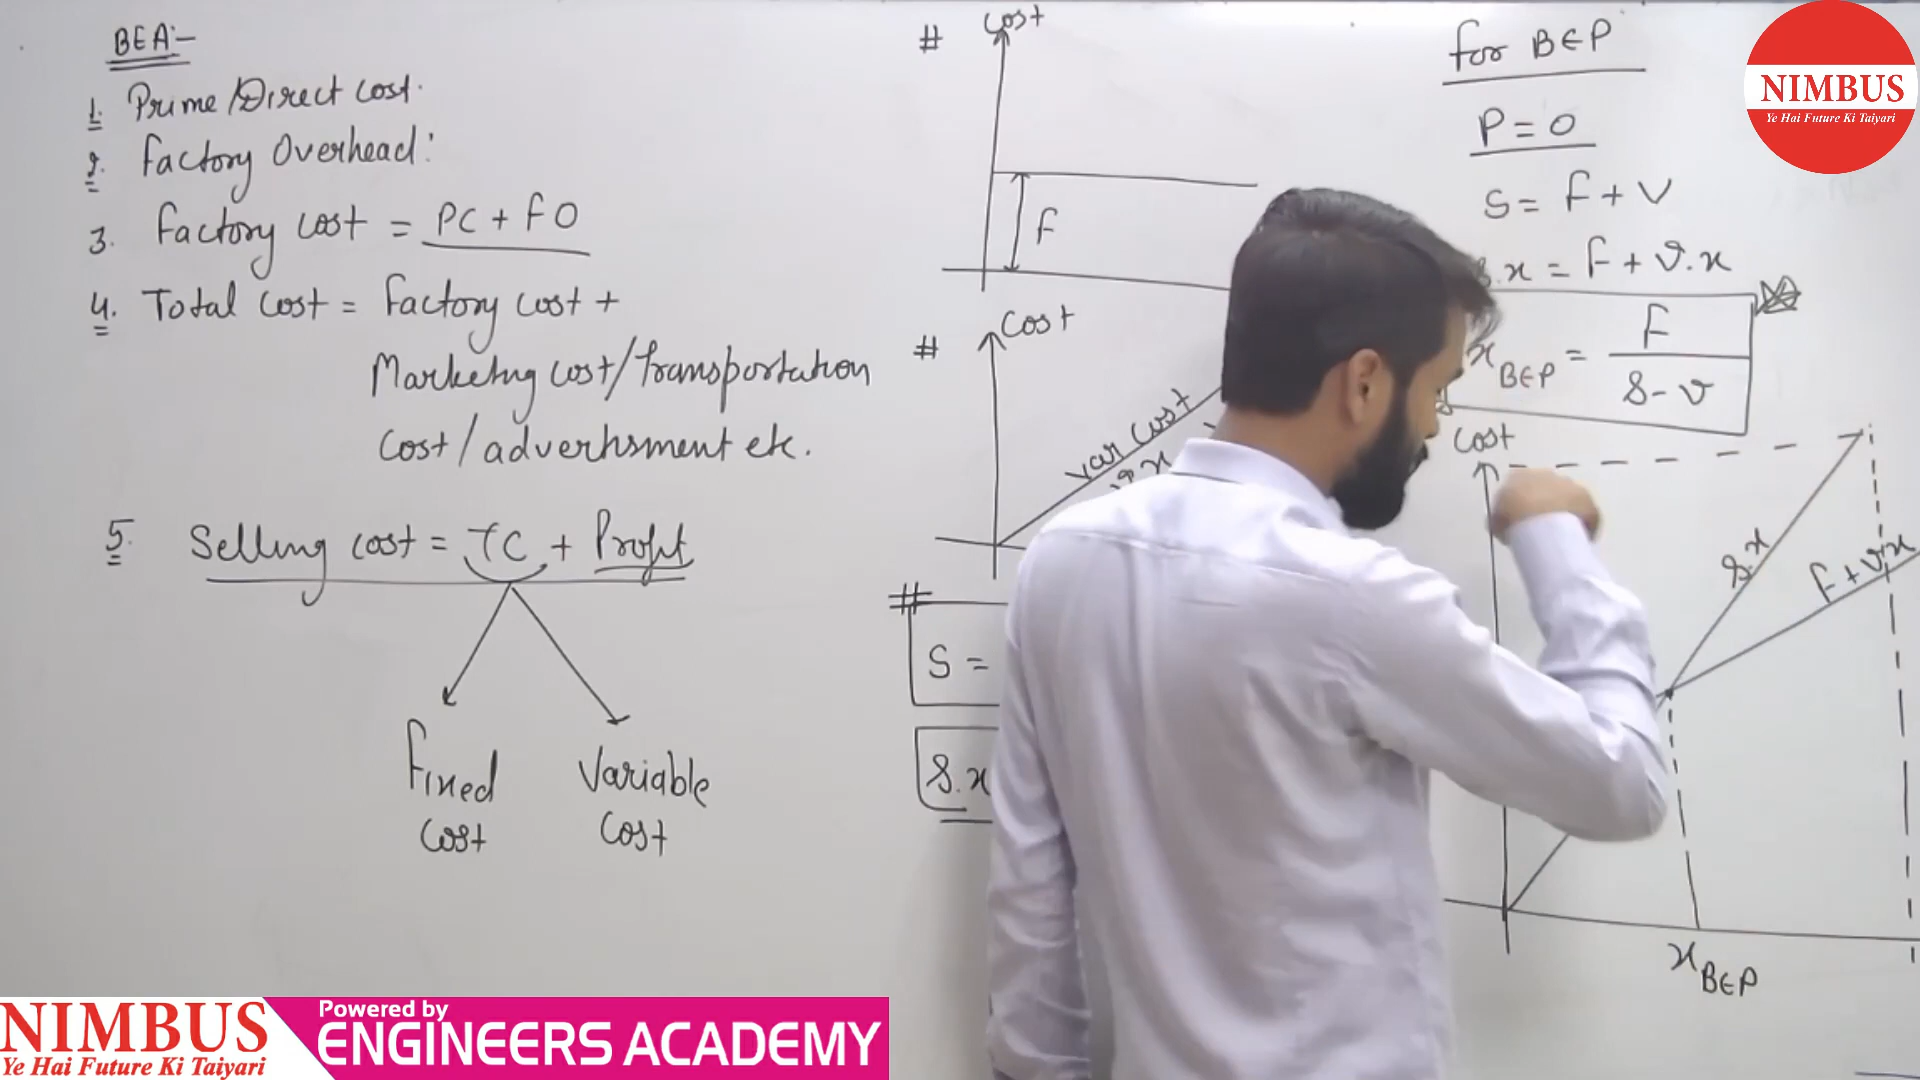 BEA:-
1. Prime/Direct cost.
2. Factory Overhead:
3. Factory cost = PC + FO
4. Total cost = Factory cost +
Marketing cost/Transportation
Cost/advertisment etc.
5. Selling cost = TC + Profit
Fixed
cost
Variable
Cost
# Cost
F
# Cost
var Cost
#
S =
s.x
for BEP
P = 0
S = F + V
s.x = F + v.x
x BEP = F / s - v
Cost
s.x
F + v.x
x BEP
NIMBUS
Ye Hai Future Ki Taiyari
NIMBUS
Ye Hai Future Ki Taiyari
Powered by
ENGINEERS ACADEMY